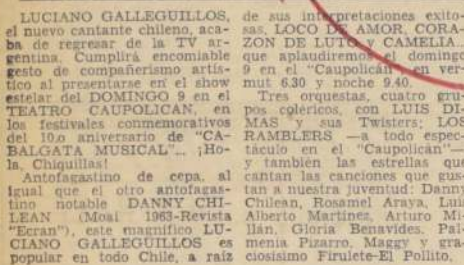 LUCIANO GALLEGUILLOS,
el nuevo cantante chileno, aca-
ba de regresar de la TV ar-
gentina. Cumplirá encomiable
gesto de compañerismo artís-
tico al presentarse en el show
estelar del DOMINGO 9 en el
TEATRO CAUPOLICAN, en
los festivales conmemorativos
del 10.o aniversario de "CA-
BALGATA MUSICAL"... ¡Ho-
la, Chiquillas!
Antofagastino de cepa, al
igual que el otro antofagas-
tino notable DANNY CHI-
LEAN (Moai 1963-Revista
"Ecran"), este magnífico LU-
CIANO GALLEGUILLOS es
popular en todo Chile, a raíz
de sus interpretaciones exito-
sas, LOCO DE AMOR, CORA-
ZON DE LUTO y CAMELIA...
que aplaudiremos el domingo
9 en el "Caupolicán", en ver-
mut 6.30 y noche 9.40.
Tres orquestas, cuatro gru-
pos coléricos, con LUIS DI-
MAS y sus Twisters; LOS
RAMBLERS —a todo espec-
táculo en el "Caupolicán"—
y también las estrellas que
cantan las canciones que gus-
tan a nuestra juventud: Danny
Chilean, Rosamel Araya, Luis
Alberto Martínez, Arturo Mi-
llán, Gloria Benavides, Pal-
menia Pizarro, Maggy y gra-
ciosísimo Firulete-El Pollito.